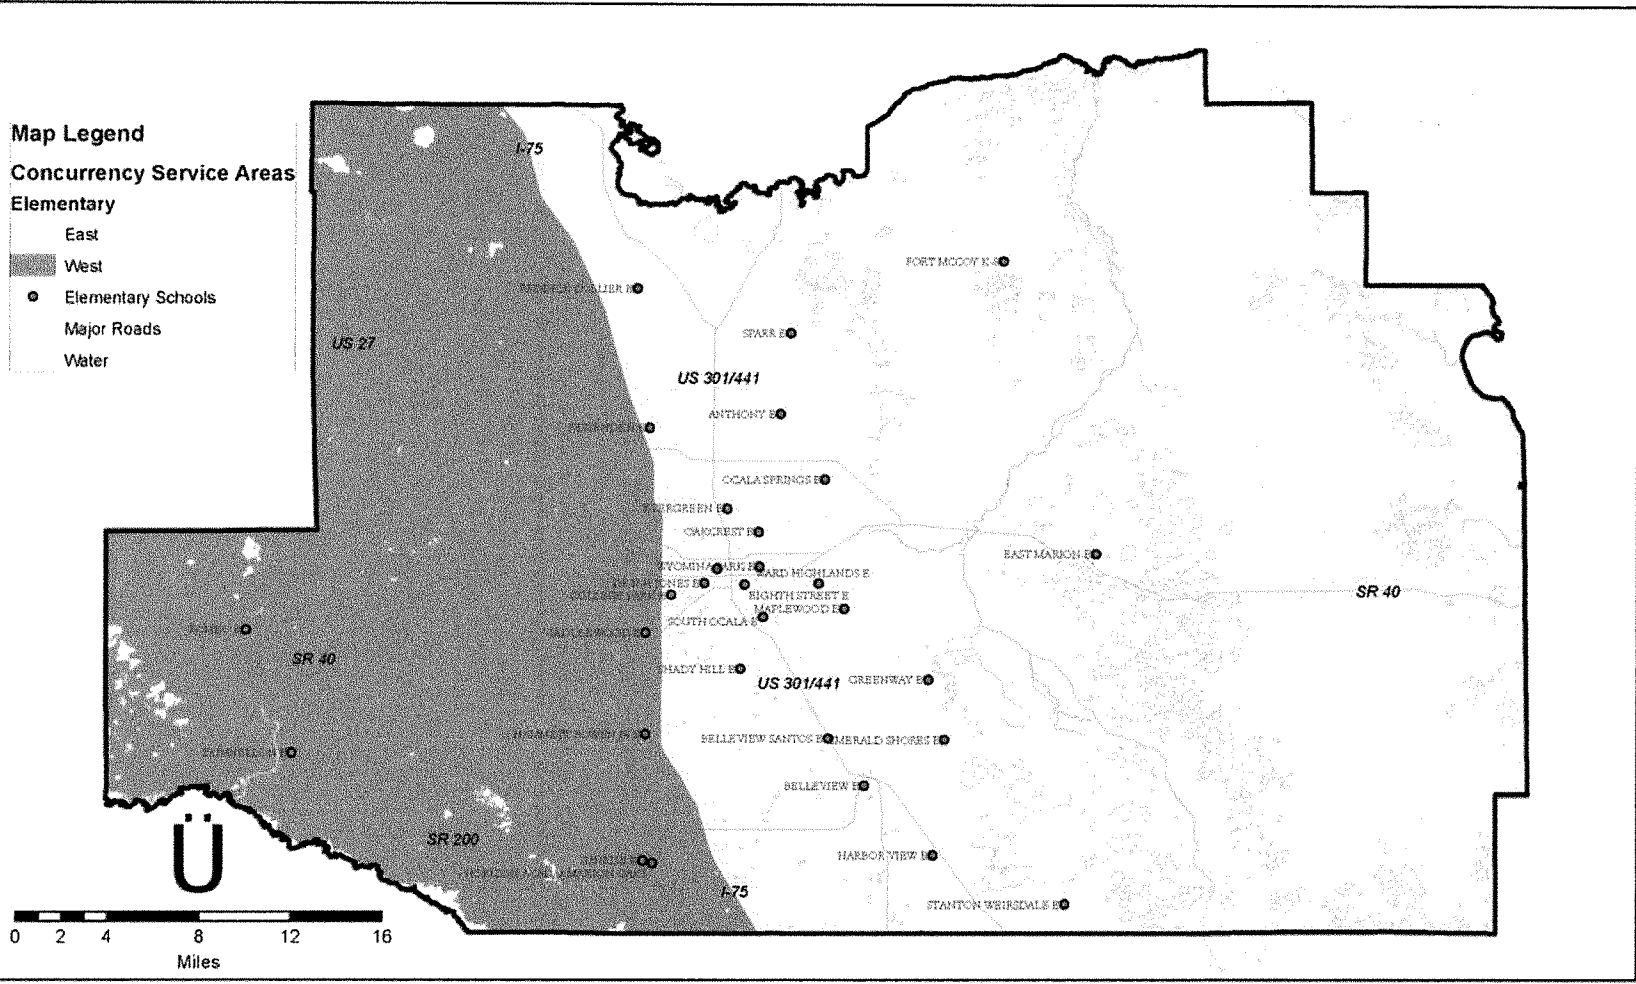 Map Legend
Concurrency Service Areas
Elementary
East
West
Elementary Schools
Major Roads
Water
I-75
FORT MCCOY K-8
SPARR E
US 27
US 301/441
ANTHONY E
OCALA SPRINGS E
EVERGREEN E
OAKCREST E
EAST MARION E
WYOMINA PARK E
WARD HIGHLANDS E
EIGHTH STREET E
MAPLEWOOD E
SR 40
SOUTH OCALA E
SR 40
SHADY HILL E
US 301/441
GREENWAY E
BELLEVIEW SANTOS E
EMERALD SHORES E
BELLEVIEW E
SR 200
HARBOR VIEW E
I-75
STANTON WEIRSDALE E
Ü
0 2 4 8 12 16
Miles